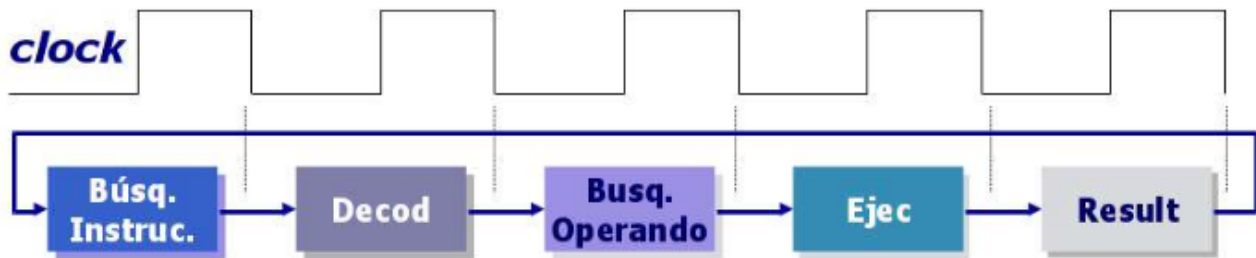 clock
Búsq.
Instruc.
Decod
Busq.
Operando
Ejec
Result